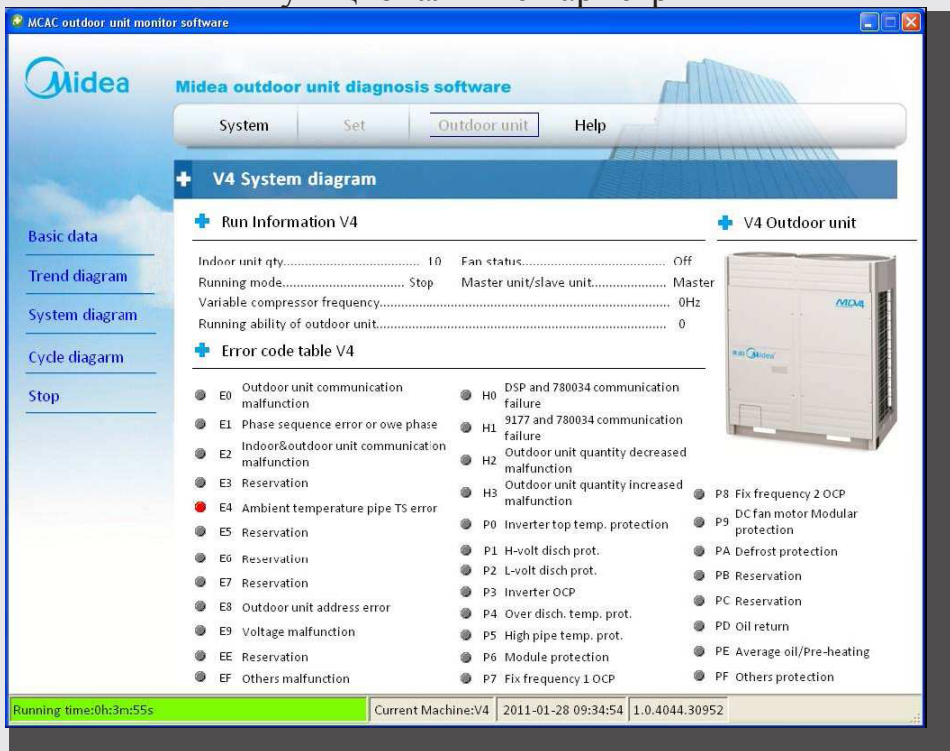 MCAC outdoor unit monitor software
Midea
Midea outdoor unit diagnosis software
System Set Outdoor unit Help
V4 System diagram
Basic data
Trend diagram
System diagram
Cycle diagarm
Stop
Run Information V4
Indoor unit qty................................... 10 Fan status..................................... Off
Running mode................................ Stop Master unit/slave unit................... Master
Variable compressor frequency.......................................................................... 0Hz
Running ability of outdoor unit......................................................................... 0
Error code table V4
E0 Outdoor unit communication
malfunction
E1 Phase sequence error or owe phase
E2 Indoor&outdoor unit communication
malfunction
E3 Reservation
E4 Ambient temperature pipe TS error
E5 Reservation
E6 Reservation
E7 Reservation
E8 Outdoor unit address error
E9 Voltage malfunction
EE Reservation
EF Others malfunction
H0 DSP and 780034 communication
failure
H1 9177 and 780034 communication
failure
H2 Outdoor unit quantity decreased
malfunction
H3 Outdoor unit quantity increased
malfunction
P0 Inverter top temp. protection
P1 H-volt disch prot.
P2 L-volt disch prot.
P3 Inverter OCP
P4 Over disch. temp. prot.
P5 High pipe temp. prot.
P6 Module protection
P7 Fix frequency 1 OCP
V4 Outdoor unit
MDV4
Midea
P8 Fix frequency 2 OCP
P9 DC fan motor Modular
protection
PA Defrost protection
PB Reservation
PC Reservation
PD Oil return
PE Average oil/Pre-heating
PF Others protection
Running time:0h:3m:55s Current Machine:V4 2011-01-28 09:34:54 1.0.4044.30952